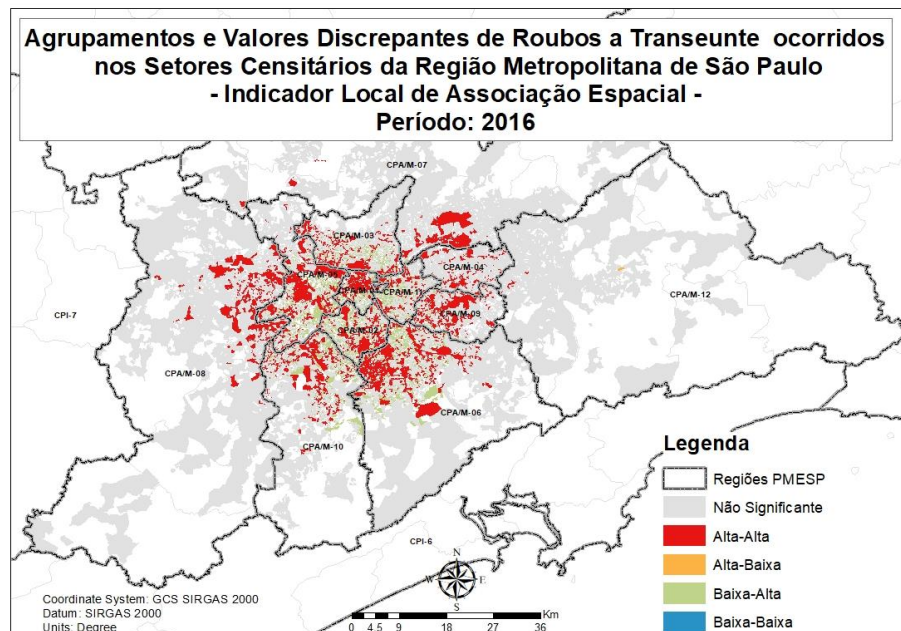 Agrupamentos e Valores Discrepantes de Roubos a Transeunte ocorridos
nos Setores Censitários da Região Metropolitana de São Paulo
- Indicador Local de Associação Espacial -
Período: 2016
CPA/M-07
CPA/M-03
CPA/M-05
CPA/M-04
CPA/M-12
CPI-7
CPA/M-02
CPA/M-09
CPA/M-08
CPA/M-06
CPA/M-10
CPI-6
Legenda
Regiões PMESP
Não Significante
Alta-Alta
Alta-Baixa
Baixa-Alta
Baixa-Baixa
N
W E
S
Coordinate System: GCS SIRGAS 2000
Datum: SIRGAS 2000
Units: Degree
Km
0 4.5 9 18 27 36